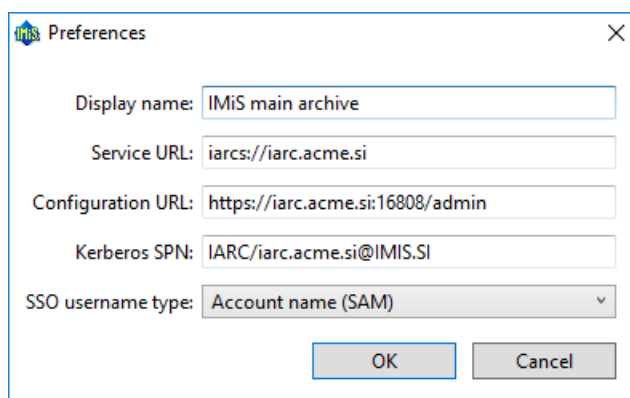 IMiS Preferences
Display name: IMiS main archive
Service URL: iarcs://iarc.acme.si
Configuration URL: https://iarc.acme.si:16808/admin
Kerberos SPN: IARC/iarc.acme.si@IMIS.SI
SSO username type: Account name (SAM)
OK Cancel